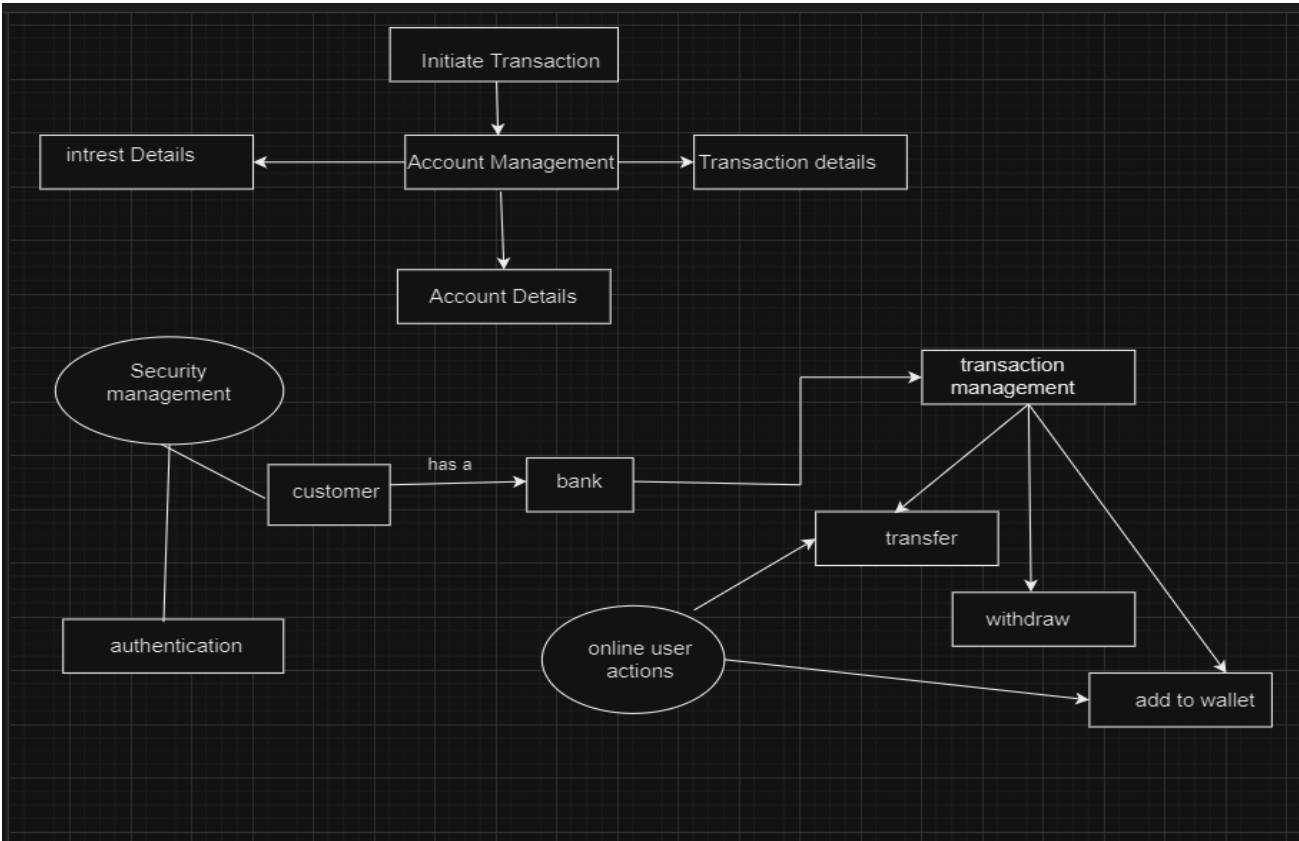 Initiate Transaction
intrest Details
Account Management
Transaction details
Account Details
Security
management
transaction
management
has a
customer
bank
transfer
withdraw
authentication
online user
actions
add to wallet